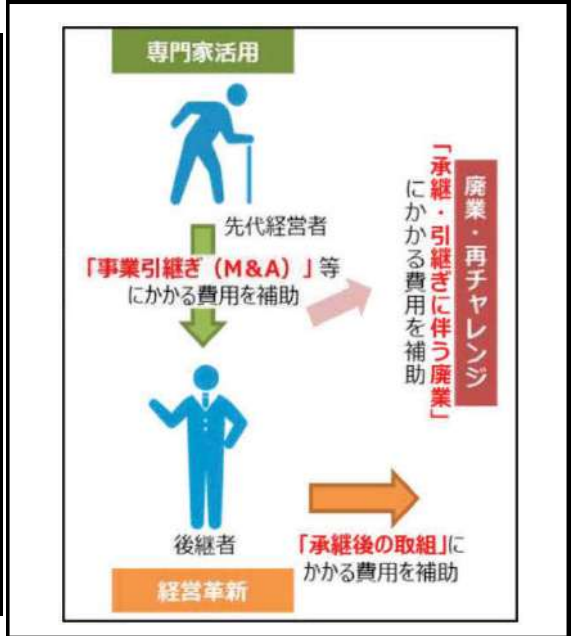 専門家活用
先代経営者
「事業引継ぎ（M&A）」等
にかかる費用を補助
廃業・再チャレンジ
「承継・引継ぎに伴う廃業」
にかかる費用を補助
後継者
「承継後の取組」に
かかる費用を補助
経営革新